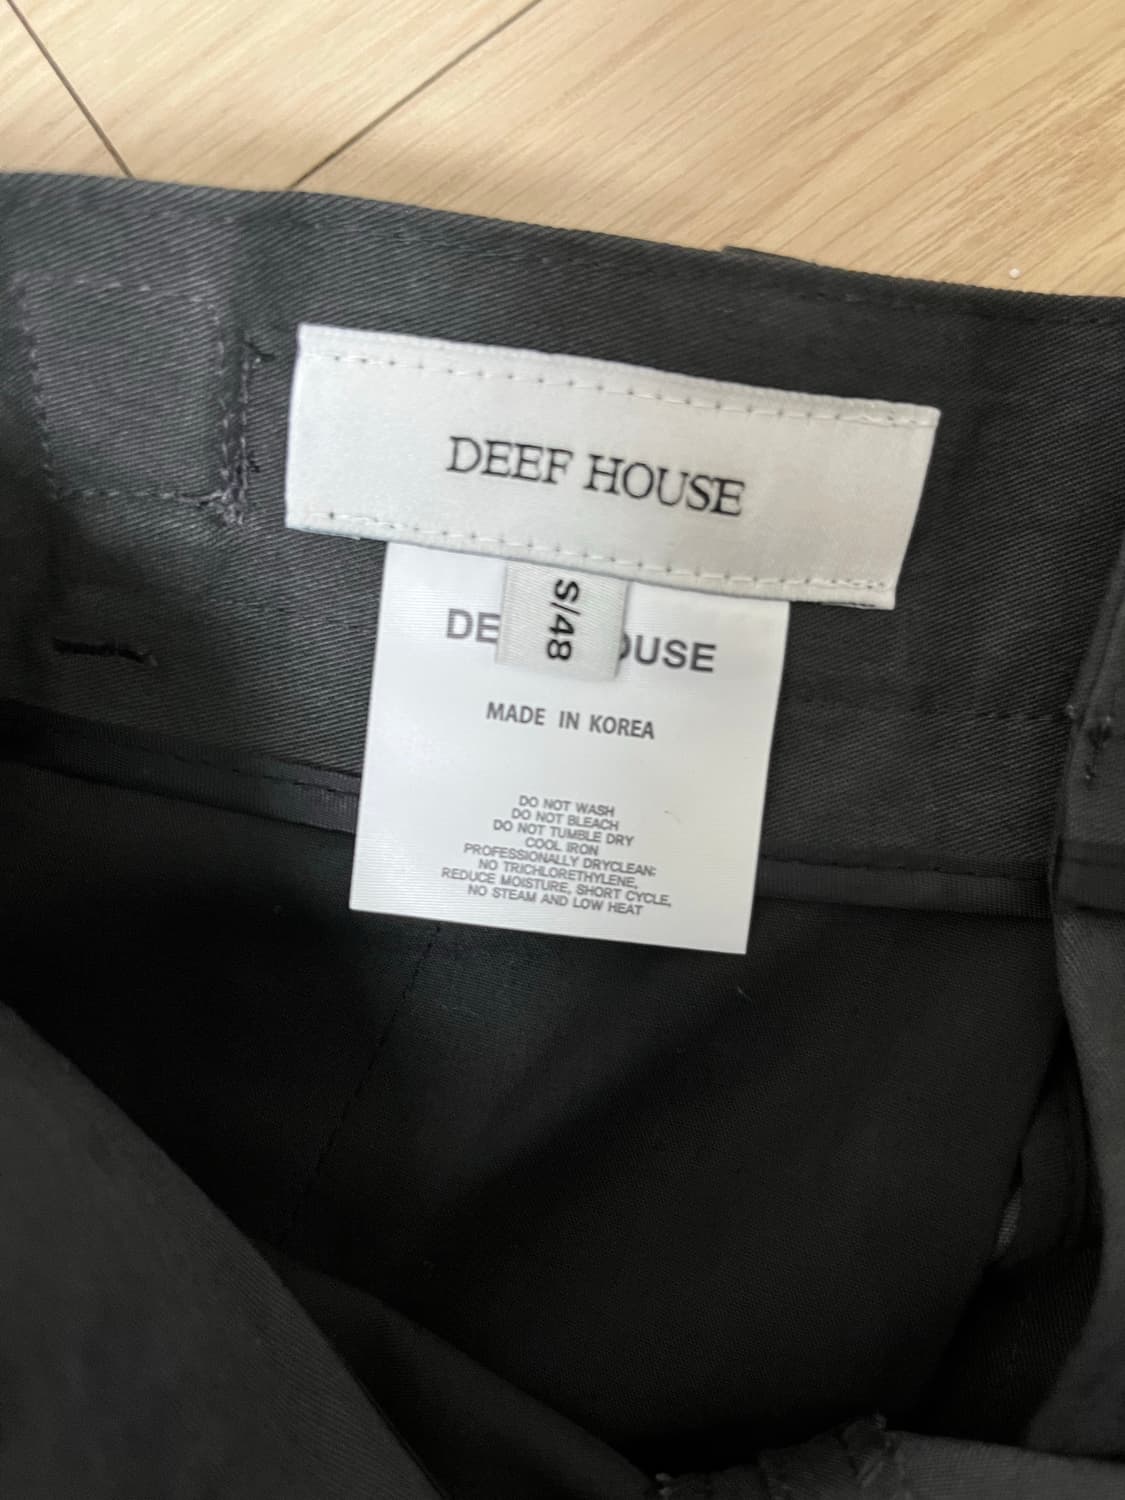 DEEF HOUSE
S/48
DE OUSE
MADE IN KOREA
DO NOT WASH
DO NOT BLEACH
DO NOT TUMBLE DRY
COOL IRON
PROFESSIONALLY DRYCLEAN:
NO TRICHLORETHYLENE,
REDUCE MOISTURE, SHORT CYCLE,
NO STEAM AND LOW HEAT